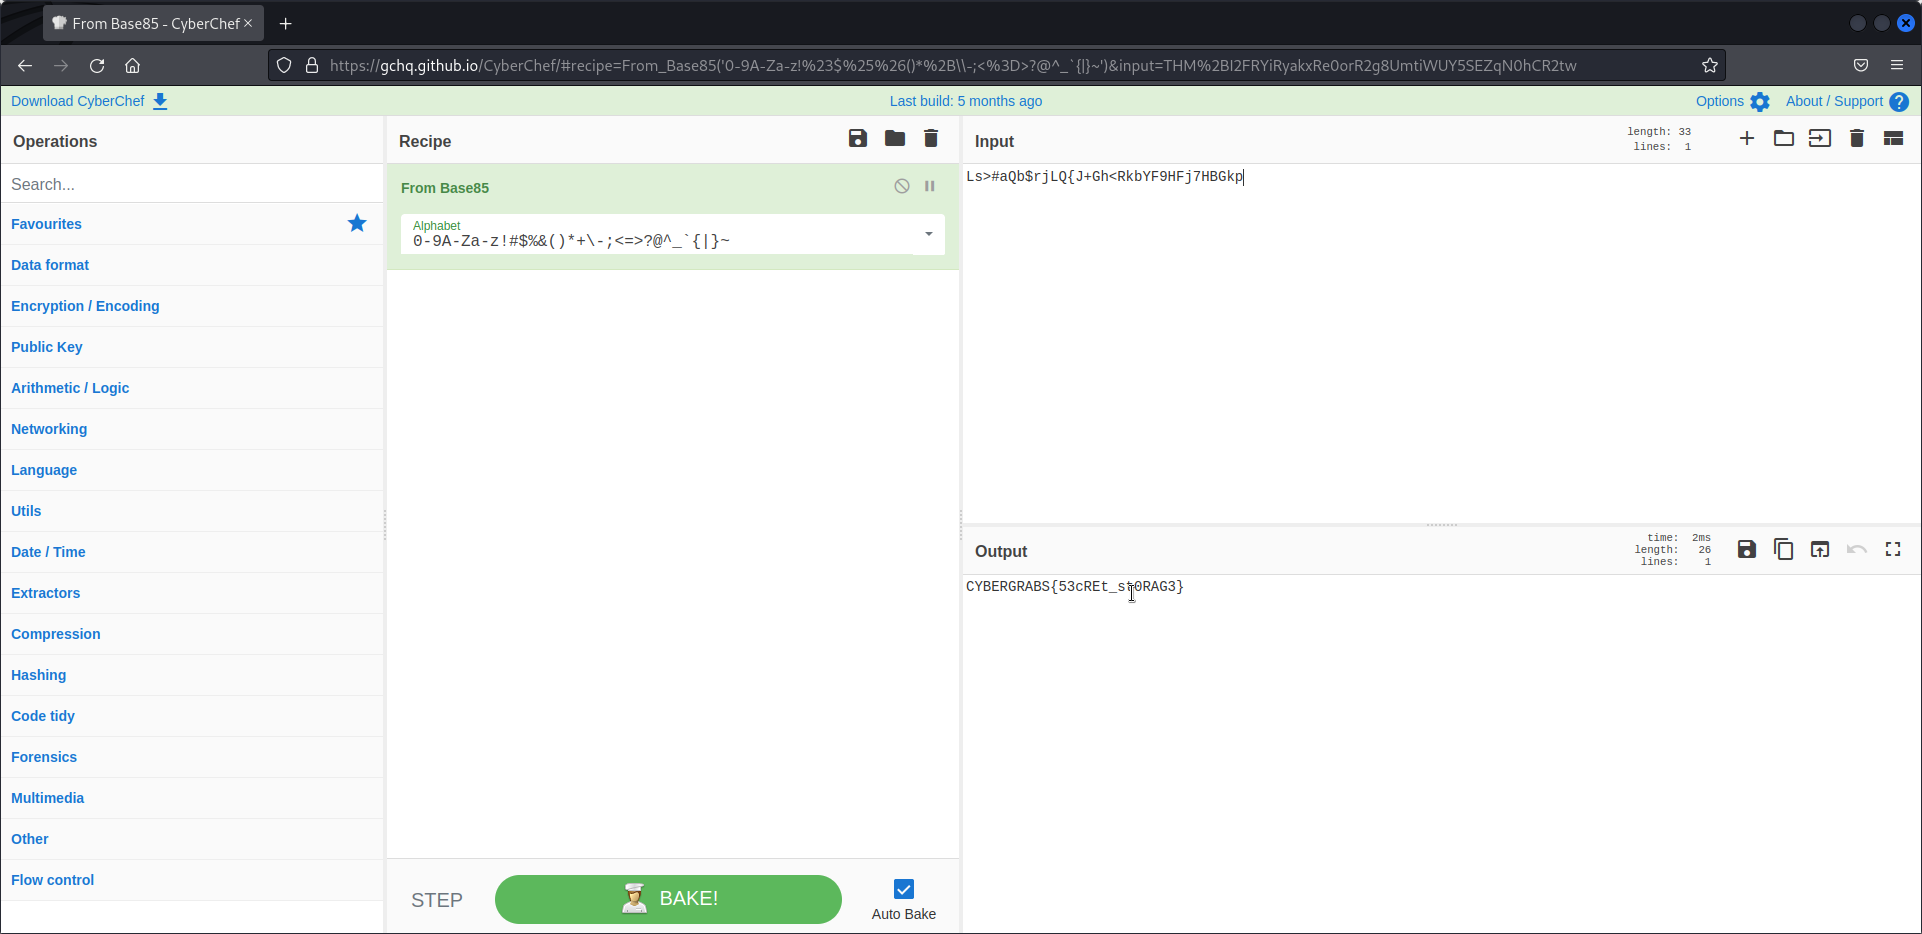 From Base85 - CyberChef
https://gchq.github.io/CyberChef/#recipe=From_Base85('0-9A-Za-z!%23$%25%26()*%2B\\-;<%3D>?@^_`{|}~')&input=THM%2BI2FRYiRyakxRe0orR2g8UmtiWUY5SEZqN0hCR2tw
Download CyberChef
Last build: 5 months ago
Options
About / Support
Operations
Search...
Favourites
Data format
Encryption / Encoding
Public Key
Arithmetic / Logic
Networking
Language
Utils
Date / Time
Extractors
Compression
Hashing
Code tidy
Forensics
Multimedia
Other
Flow control
Recipe
From Base85
Alphabet
0-9A-Za-z!#$%&()*+\-;<=>?@^_`{|}~
STEP
BAKE!
Auto Bake
Input
length: 33
lines: 1
Ls>#aQb$rjLQ{J+Gh<RkbYF9HFj7HBGkp
Output
time: 2ms
length: 26
lines: 1
CYBERGRABS{53cREt_st0RAG3}